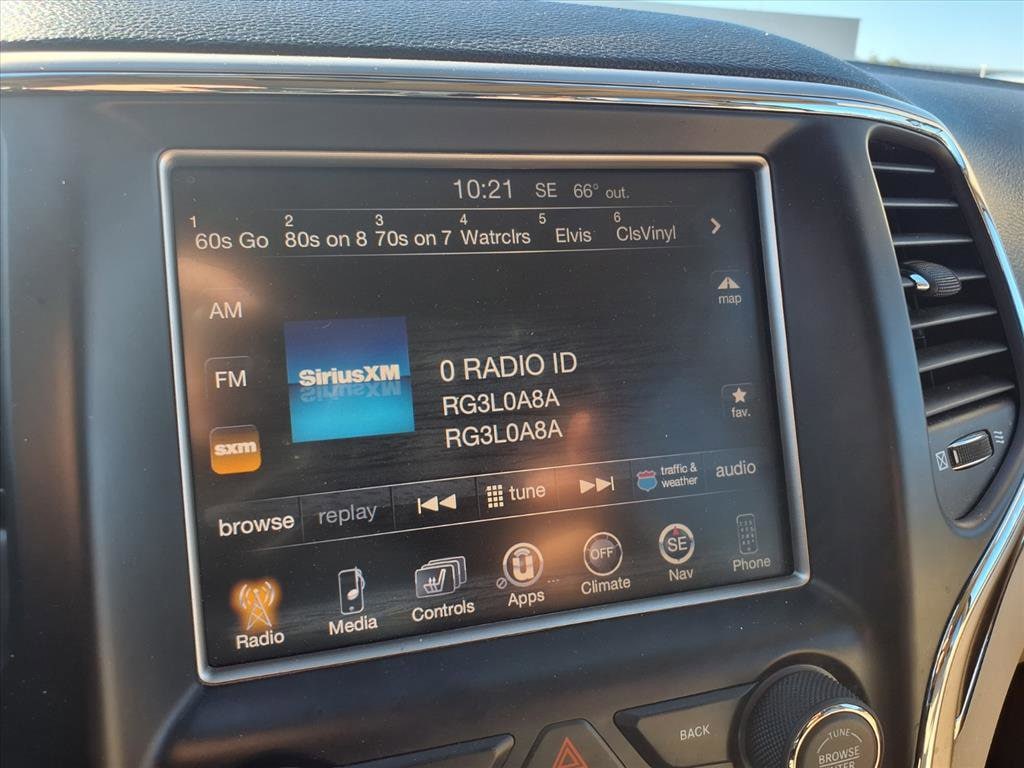 10:21 SE 66° out.
1 2 3 4 5 6
60s Go 80s on 8 70s on 7 Watrclrs Elvis ClsVinyl
map
AM
SiriusXM
0 RADIO ID
FM
RG3L0A8A
fav.
RG3L0A8A
sxm
browse replay tune traffic & weather audio
OFF SE
Radio Media Controls Apps ... Climate Nav Phone
BACK
TUNE
BROWSE